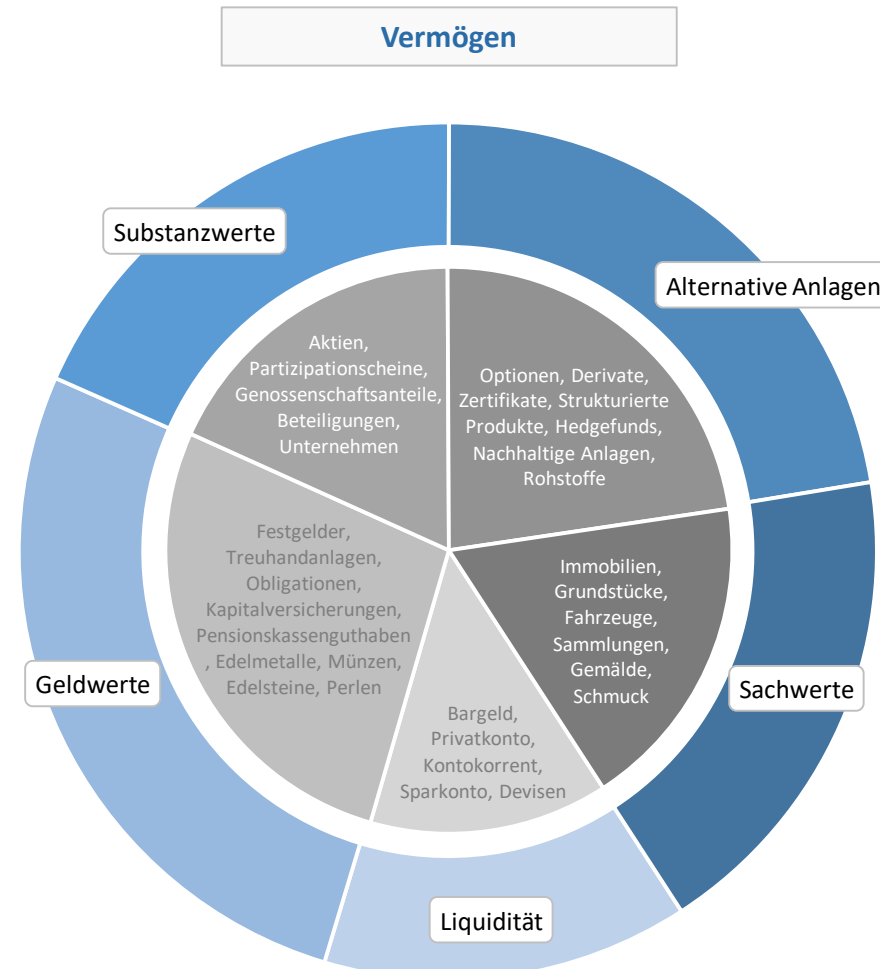 Vermögen
Substanzwerte
Alternative Anlagen
Aktien,
Partizipationscheine,
Genossenschaftsanteile,
Beteiligungen,
Unternehmen
Optionen, Derivate,
Zertifikate, Strukturierte
Produkte, Hedgefunds,
Nachhaltige Anlagen,
Rohstoffe
Festgelder,
Treuhandanlagen,
Obligationen,
Kapitalversicherungen,
Pensionskassenguthaben
, Edelmetalle, Münzen,
Edelsteine, Perlen
Immobilien,
Grundstücke,
Fahrzeuge,
Sammlungen,
Gemälde,
Schmuck
Geldwerte
Sachwerte
Bargeld,
Privatkonto,
Kontokorrent,
Sparkonto, Devisen
Liquidität